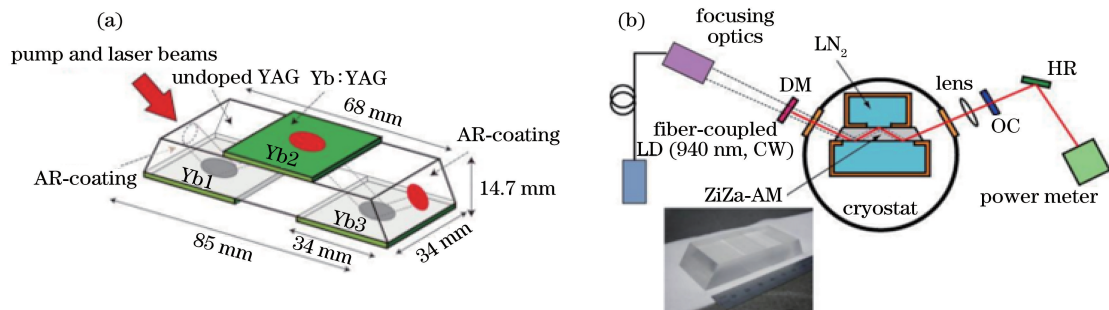 (a)
pump and laser beams
undoped YAG
Yb∶YAG
68 mm
AR-coating
AR-coating
Yb1
Yb2
Yb3
14.7 mm
34 mm
34 mm
85 mm
(b)
focusing
optics
LN₂
DM
lens
HR
OC
fiber-coupled
LD (940 nm, CW)
ZiZa-AM
cryostat
power meter